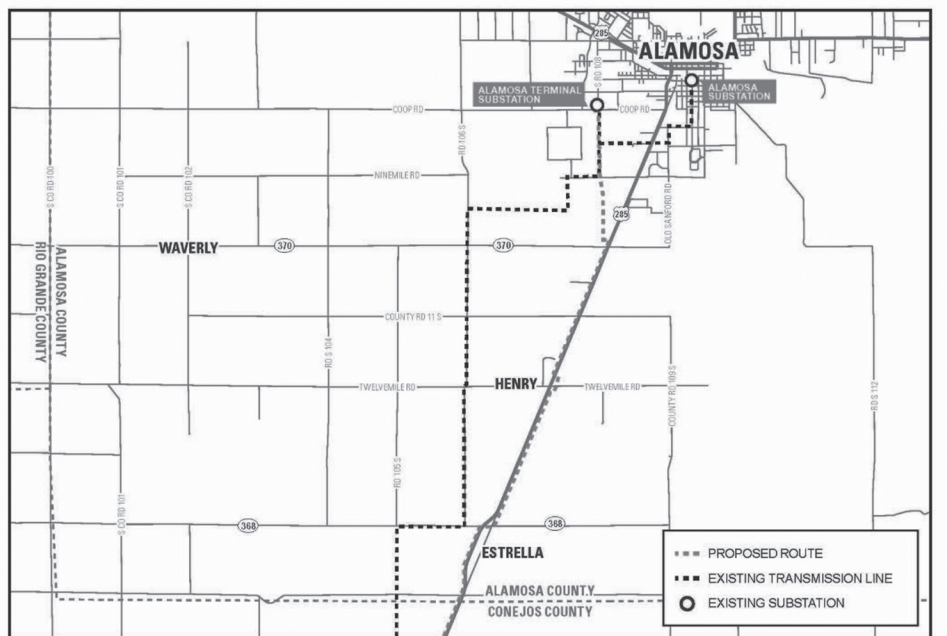 285
ALAMOSA
ALAMOSA TERMINAL
SUBSTATION
S RD 108
ALAMOSA
SUBSTATION
COOP RD
COOP RD
RD 106 S
S CO RD 100
S CO RD 101
S CO RD 102
NINEMILE RD
285
OLD SANFORD RD
WAVERLY
370
370
ALAMOSA COUNTY
RIO GRANDE COUNTY
COUNTY RD 11 S
RD S 104
HENRY
TWELVEMILE RD
TWELVEMILE RD
COUNTY RD 109 S
RD S 112
RD 105 S
S CO RD 101
368
368
ESTRELLA
ALAMOSA COUNTY
CONEJOS COUNTY
PROPOSED ROUTE
EXISTING TRANSMISSION LINE
EXISTING SUBSTATION